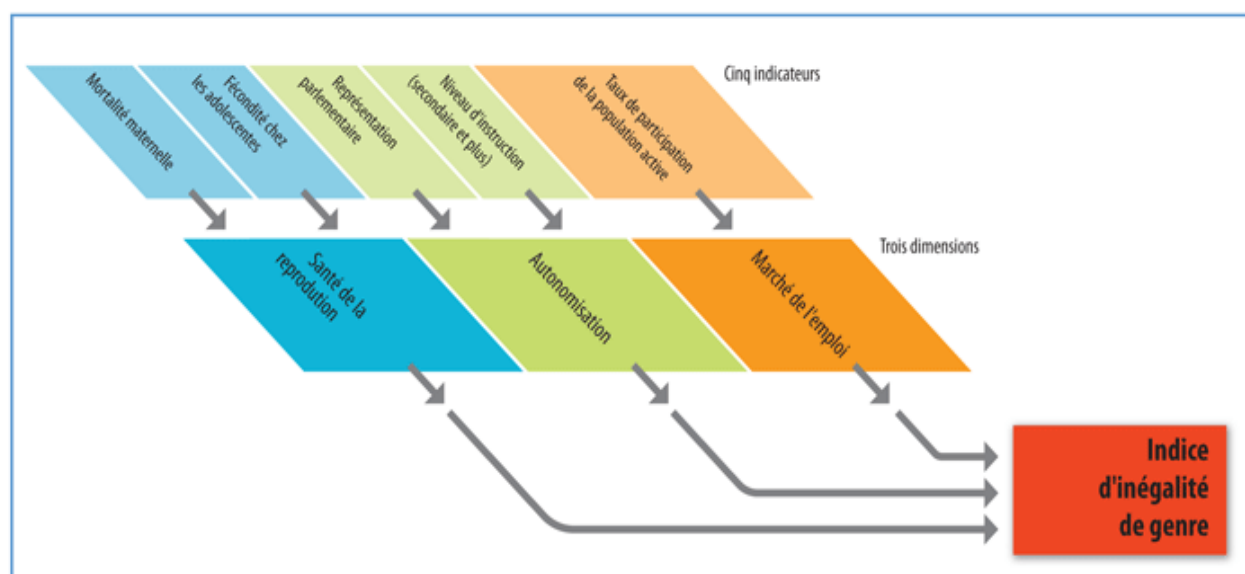 Mortalité maternelle
Fécondité chez
les adolescentes
Représentation
parlementaire
Niveau d'instruction
(secondaire et plus)
Taux de participation
de la population active
Cinq indicateurs
Santé de la
reprodution
Autonomisation
Marché de l'emploi
Trois dimensions
Indice
d'inégalité
de genre